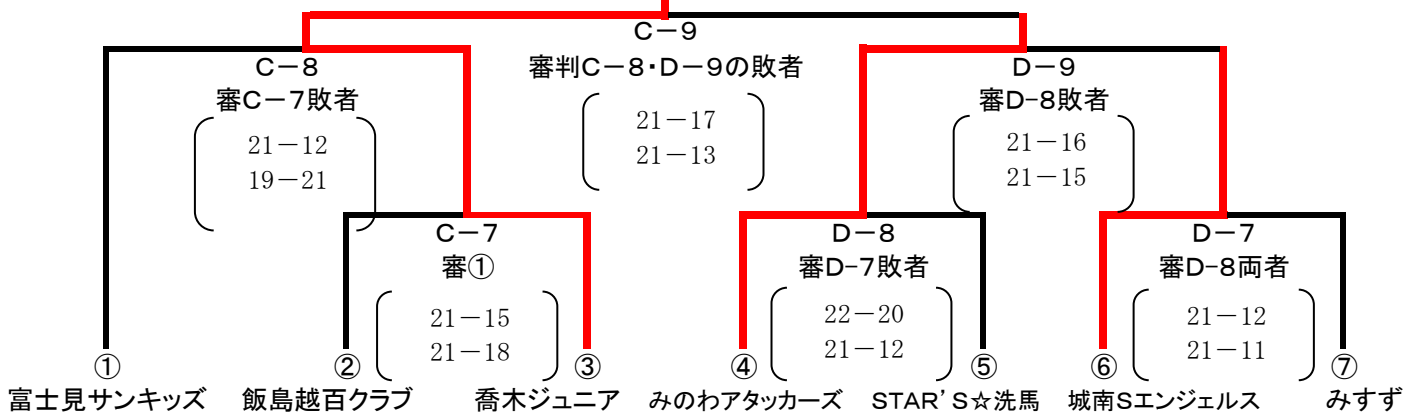 C－9
審判C－8・D－9の敗者
21－17
21－13
C－8
審C－7敗者
21－12
19－21
D－9
審D-8敗者
21－16
21－15
C－7
審①
21－15
21－18
D－8
審D-7敗者
22－20
21－12
D－7
審D-8両者
21－12
21－11
① ② ③ ④ ⑤ ⑥ ⑦
富士見サンキッズ 飯島越百クラブ 喬木ジュニア みのわアタッカーズ STAR'S☆洗馬 城南Sエンジェルス みすず